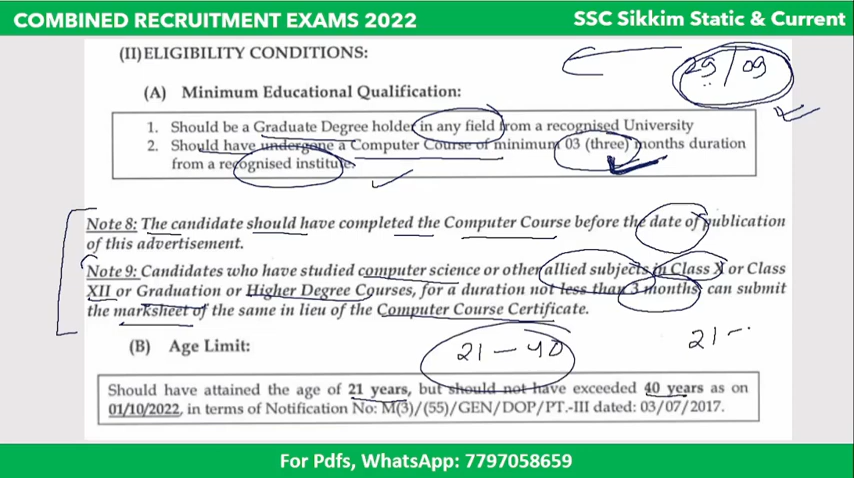 COMBINED RECRUITMENT EXAMS 2022
SSC Sikkim Static & Current
(II) ELIGIBILITY CONDITIONS:
29/09
(A) Minimum Educational Qualification:
1. Should be a Graduate Degree holder in any field from a recognised University
2. Should have undergone a Computer Course of minimum 03 (three) months duration
from a recognised institute.
Note 8: The candidate should have completed the Computer Course before the date of publication
of this advertisement.
Note 9: Candidates who have studied computer science or other allied subjects in Class X or Class
XII or Graduation or Higher Degree Courses, for a duration not less than 3 months can submit
the marksheet of the same in lieu of the Computer Course Certificate.
(B) Age Limit:
21 - 40
21 -
Should have attained the age of 21 years, but should not have exceeded 40 years as on
01/10/2022, in terms of Notification No: M(3)/(55)/GEN/DOP/PT.-III dated: 03/07/2017.
For Pdfs, WhatsApp: 7797058659